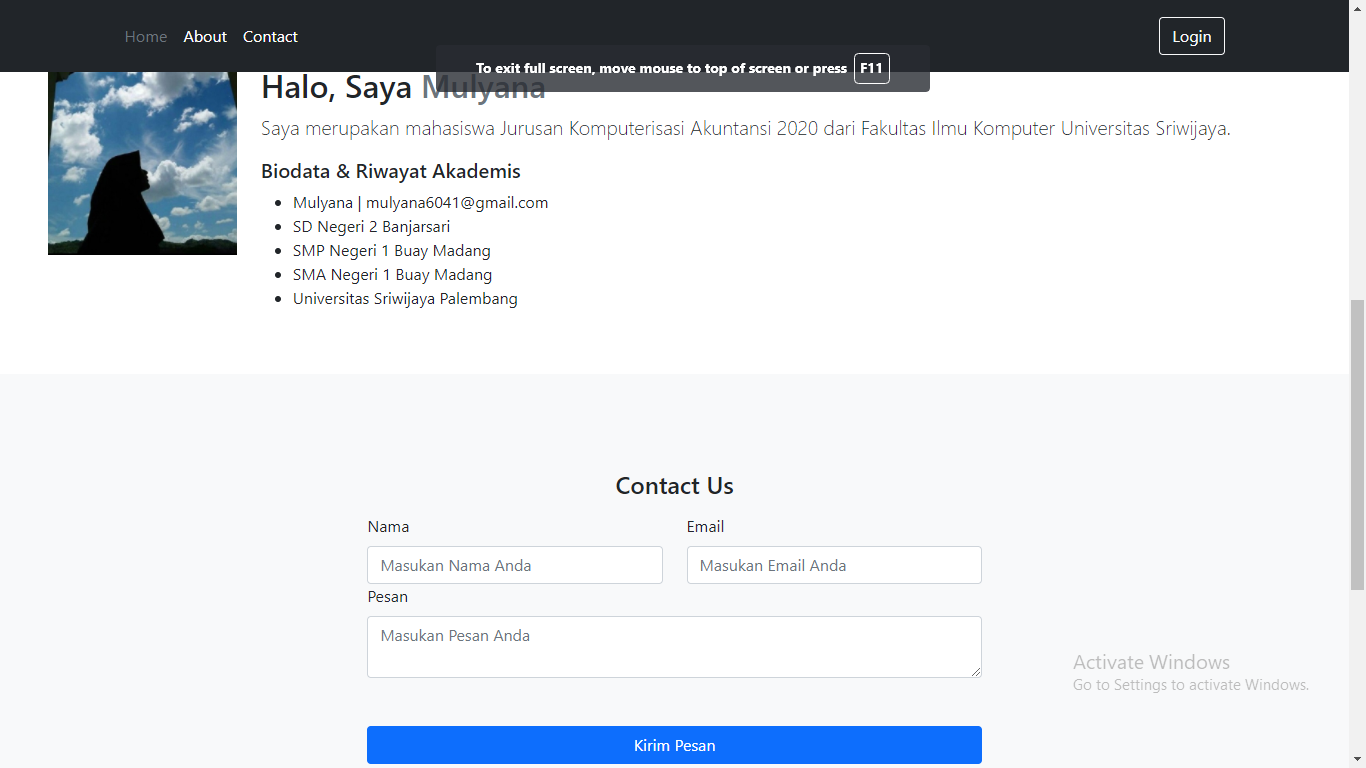 Home About Contact Login
To exit full screen, move mouse to top of screen or press F11
Halo, Saya Mulyana
Saya merupakan mahasiswa Jurusan Komputerisasi Akuntansi 2020 dari Fakultas Ilmu Komputer Universitas Sriwijaya.
Biodata & Riwayat Akademis
Mulyana | mulyana6041@gmail.com
SD Negeri 2 Banjarsari
SMP Negeri 1 Buay Madang
SMA Negeri 1 Buay Madang
Universitas Sriwijaya Palembang
Contact Us
Nama Email
Masukan Nama Anda Masukan Email Anda
Pesan
Masukan Pesan Anda
Activate Windows
Go to Settings to activate Windows.
Kirim Pesan